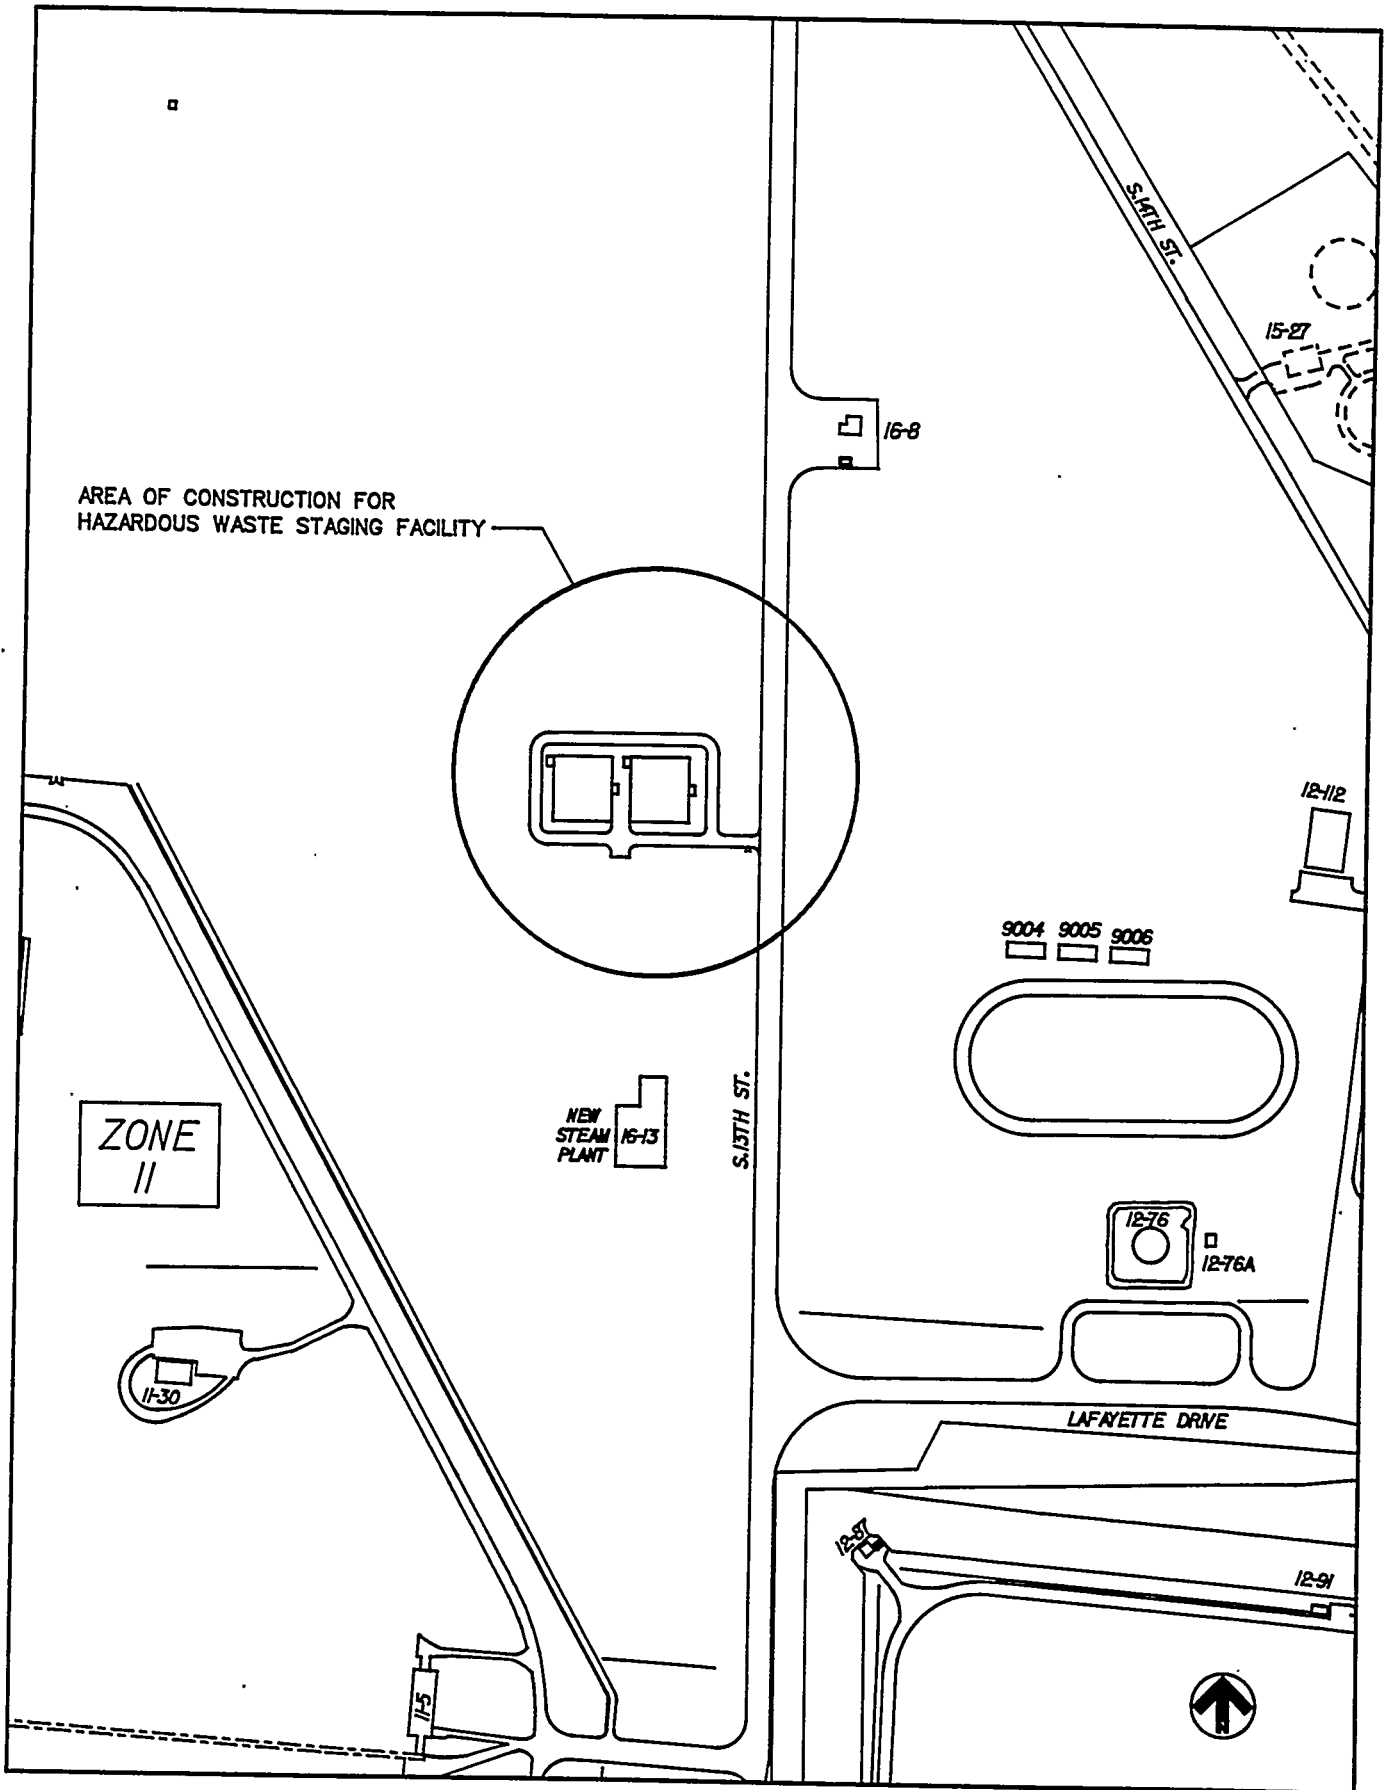 S.14TH ST.
15-27
16-8
AREA OF CONSTRUCTION FOR
HAZARDOUS WASTE STAGING FACILITY
12-112
9004 9005 9006
NEW
STEAM
PLANT
16-13
S.13TH ST.
ZONE
11
12-76
12-76A
11-30
LAFAYETTE DRIVE
12-87
12-91
11-5
N